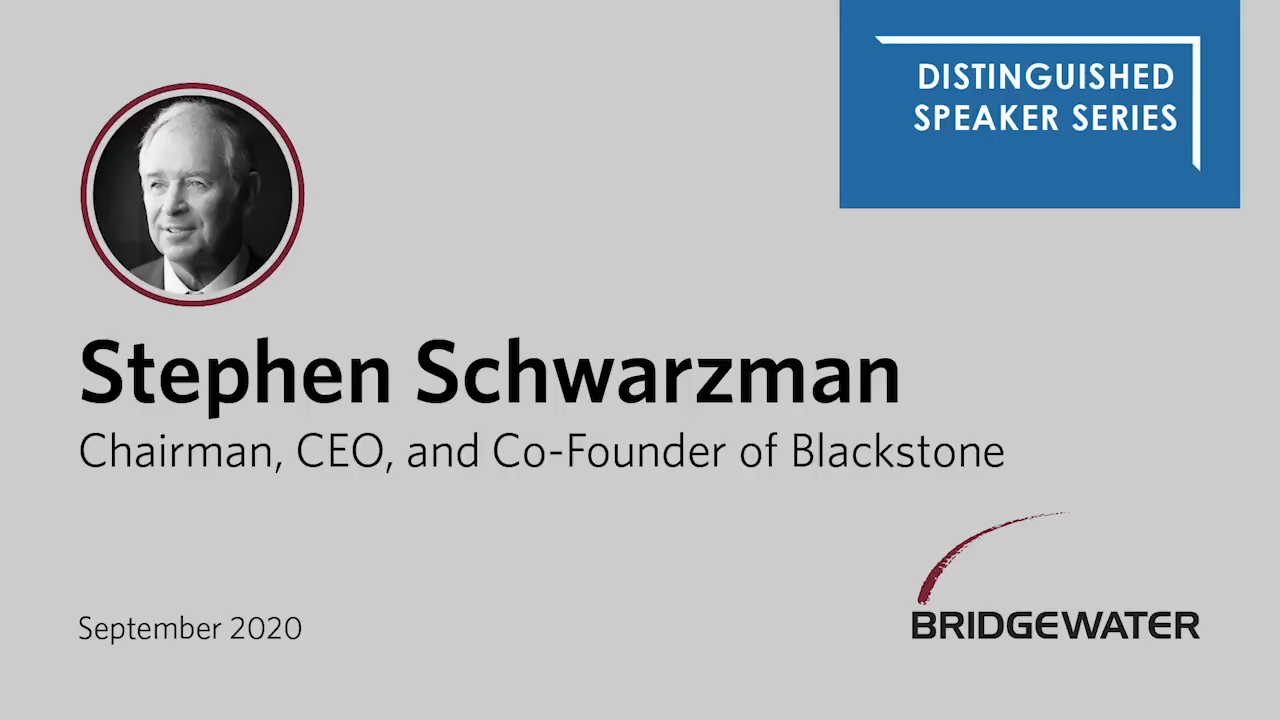 DISTINGUISHED
SPEAKER SERIES
Stephen Schwarzman
Chairman, CEO, and Co-Founder of Blackstone
September 2020
BRIDGEWATER